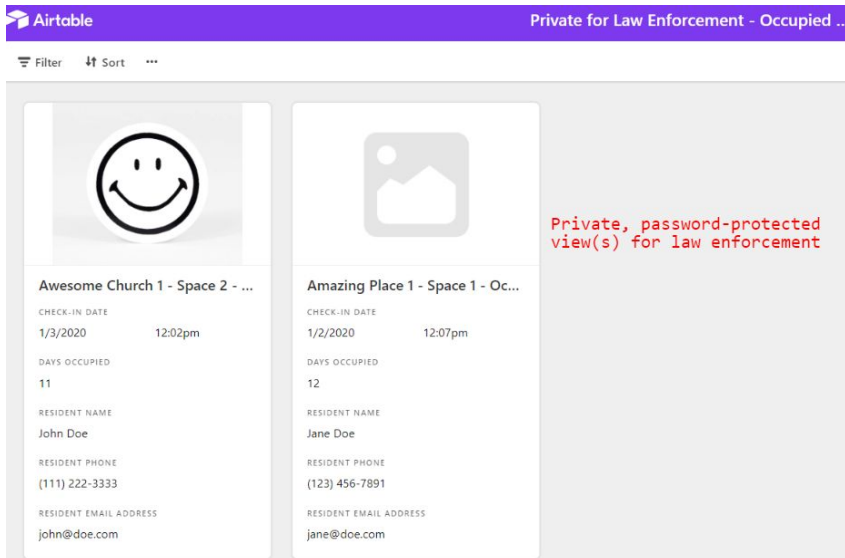 Airtable
Private for Law Enforcement - Occupied ...
Filter
Sort
...
Awesome Church 1 - Space 2 - ...
CHECK-IN DATE
1/3/2020 12:02pm
DAYS OCCUPIED
11
RESIDENT NAME
John Doe
RESIDENT PHONE
(111) 222-3333
RESIDENT EMAIL ADDRESS
john@doe.com
Amazing Place 1 - Space 1 - Oc...
CHECK-IN DATE
1/2/2020 12:07pm
DAYS OCCUPIED
12
RESIDENT NAME
Jane Doe
RESIDENT PHONE
(123) 456-7891
RESIDENT EMAIL ADDRESS
jane@doe.com
Private, password-protected
view(s) for law enforcement